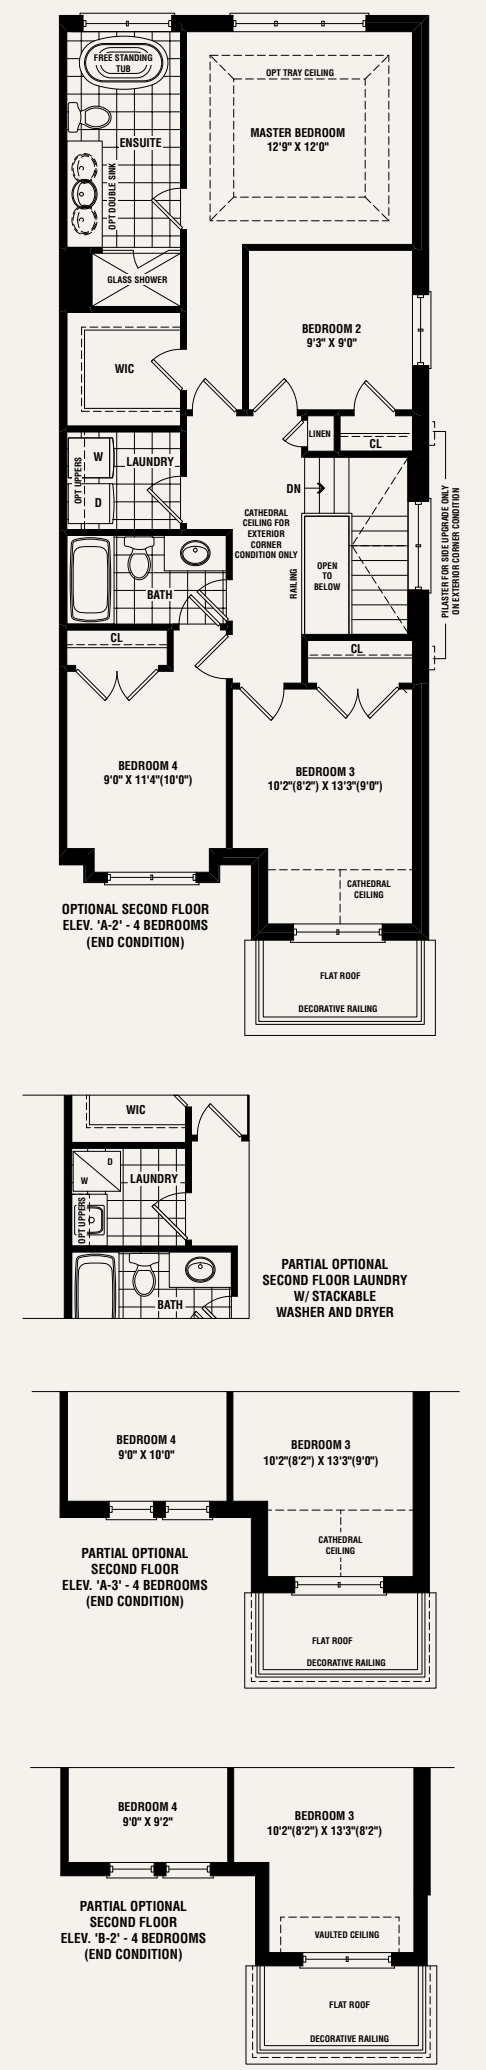 FREE STANDING
TUB
OPT TRAY CEILING
MASTER BEDROOM
12'9" X 12'0"
ENSUITE
OPT DOUBLE SINK
GLASS SHOWER
BEDROOM 2
9'3" X 9'0"
WIC
LINEN
CL
W
LAUNDRY
OPT UPPERS
D
DN
CATHEDRAL
CEILING FOR
EXTERIOR
CORNER
CONDITION ONLY
RAILING
OPEN
TO
BELOW
PILASTER FOR SIDE UPGRADE ONLY
ON EXTERIOR CORNER CONDITION
BATH
CL
CL
BEDROOM 4
9'0" X 11'4"(10'0")
BEDROOM 3
10'2"(8'2") X 13'3"(9'0")
CATHEDRAL
CEILING
OPTIONAL SECOND FLOOR
ELEV. 'A-2' - 4 BEDROOMS
(END CONDITION)
FLAT ROOF
DECORATIVE RAILING
WIC
D
W
LAUNDRY
OPT UPPERS
BATH
PARTIAL OPTIONAL
SECOND FLOOR LAUNDRY
W/ STACKABLE
WASHER AND DRYER
BEDROOM 4
9'0" X 10'0"
BEDROOM 3
10'2"(8'2") X 13'3"(9'0")
CATHEDRAL
CEILING
PARTIAL OPTIONAL
SECOND FLOOR
ELEV. 'A-3' - 4 BEDROOMS
(END CONDITION)
FLAT ROOF
DECORATIVE RAILING
BEDROOM 4
9'0" X 9'2"
BEDROOM 3
10'2"(8'2") X 13'3"(8'2")
PARTIAL OPTIONAL
SECOND FLOOR
ELEV. 'B-2' - 4 BEDROOMS
(END CONDITION)
VAULTED CEILING
FLAT ROOF
DECORATIVE RAILING